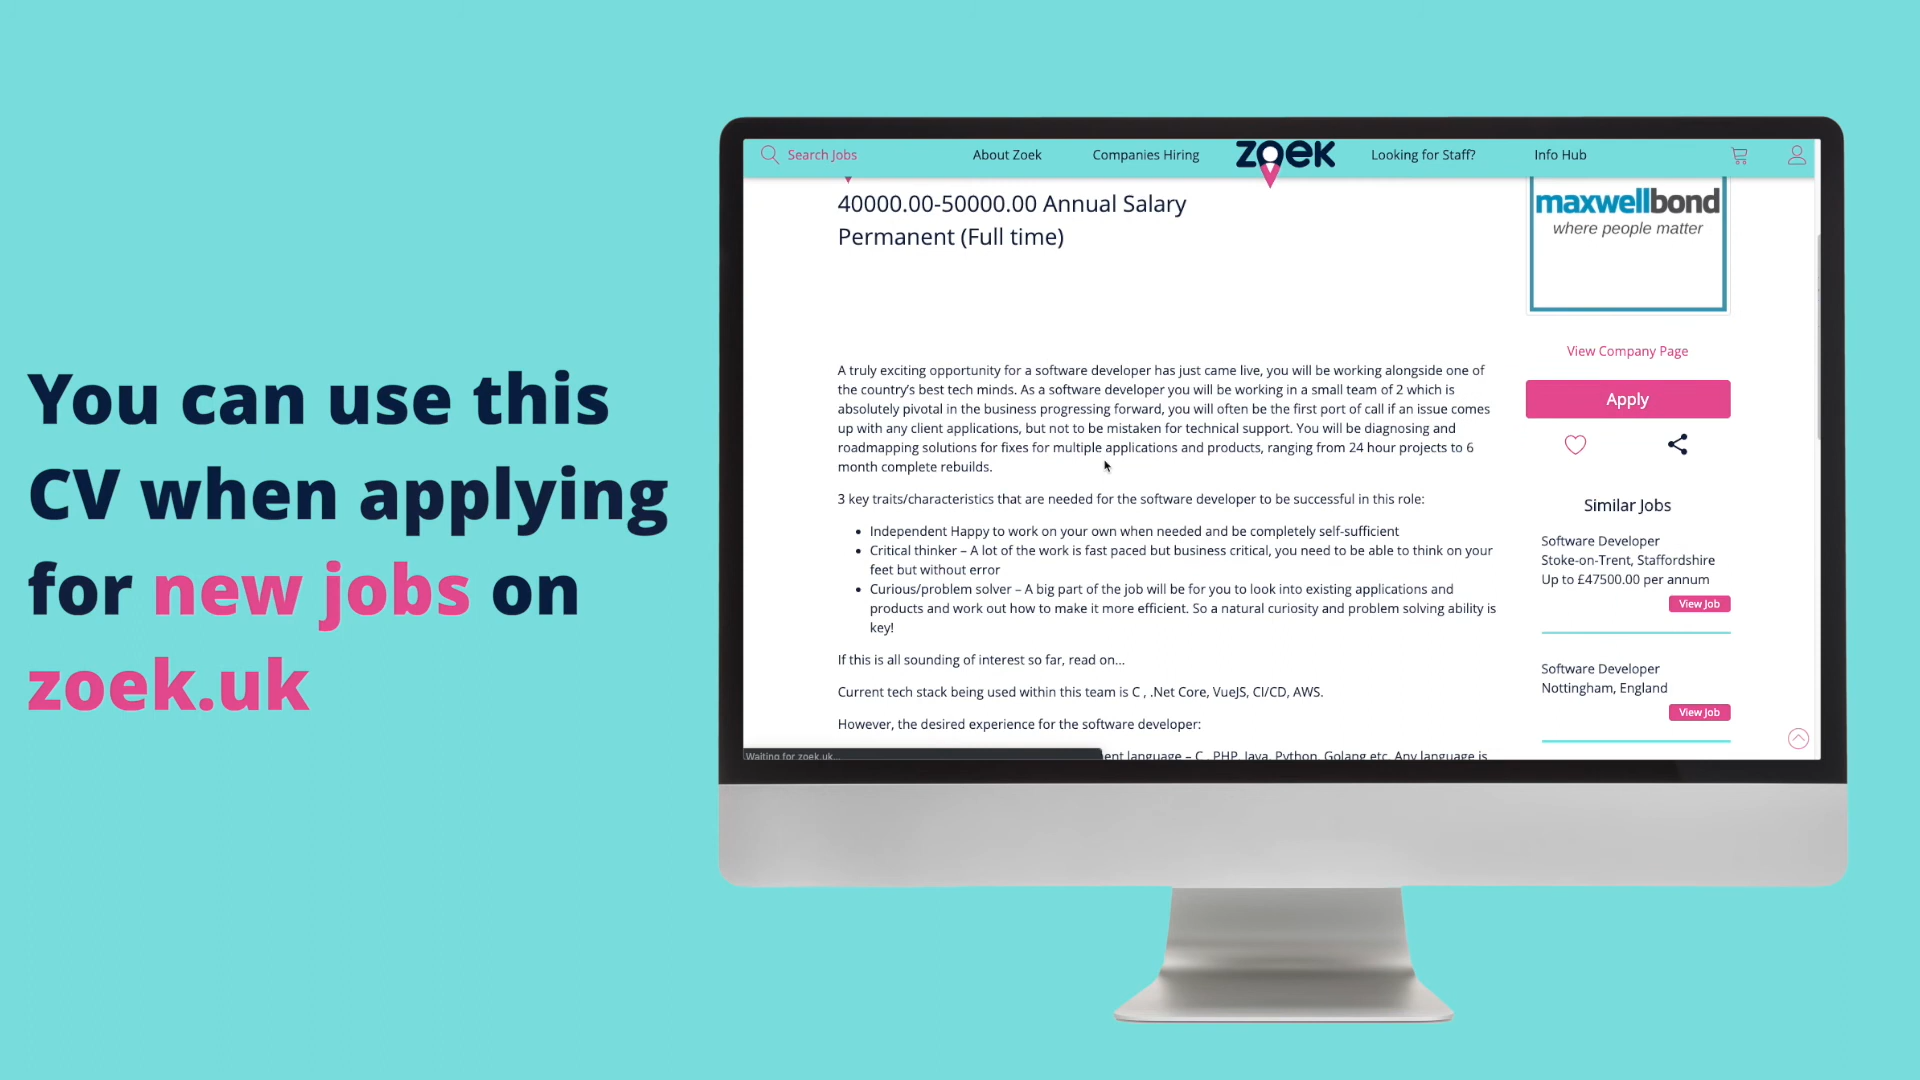 You can use this
CV when applying
for new jobs on
zoek.uk
Search Jobs
About Zoek
Companies Hiring
zoek
Looking for Staff?
Info Hub
40000.00-50000.00 Annual Salary
Permanent (Full time)
A truly exciting opportunity for a software developer has just came live, you will be working alongside one of
the country's best tech minds. As a software developer you will be working in a small team of 2 which is
absolutely pivotal in the business progressing forward, you will often be the first port of call if an issue comes
up with any client applications, but not to be mistaken for technical support. You will be diagnosing and
roadmapping solutions for fixes for multiple applications and products, ranging from 24 hour projects to 6
month complete rebuilds.
3 key traits/characteristics that are needed for the software developer to be successful in this role:
• Independent Happy to work on your own when needed and be completely self-sufficient
• Critical thinker – A lot of the work is fast paced but business critical, you need to be able to think on your
feet but without error
• Curious/problem solver – A big part of the job will be for you to look into existing applications and
products and work out how to make it more efficient. So a natural curiosity and problem solving ability is
key!
If this is all sounding of interest so far, read on...
Current tech stack being used within this team is C , .Net Core, VueJS, CI/CD, AWS.
However, the desired experience for the software developer:
language – C , PHP, Java, Python, Golang etc. Any language is
Waiting for zoek.uk...
maxwellbond
where people matter
View Company Page
Apply
Similar Jobs
Software Developer
Stoke-on-Trent, Staffordshire
Up to £47500.00 per annum
View Job
Software Developer
Nottingham, England
View Job